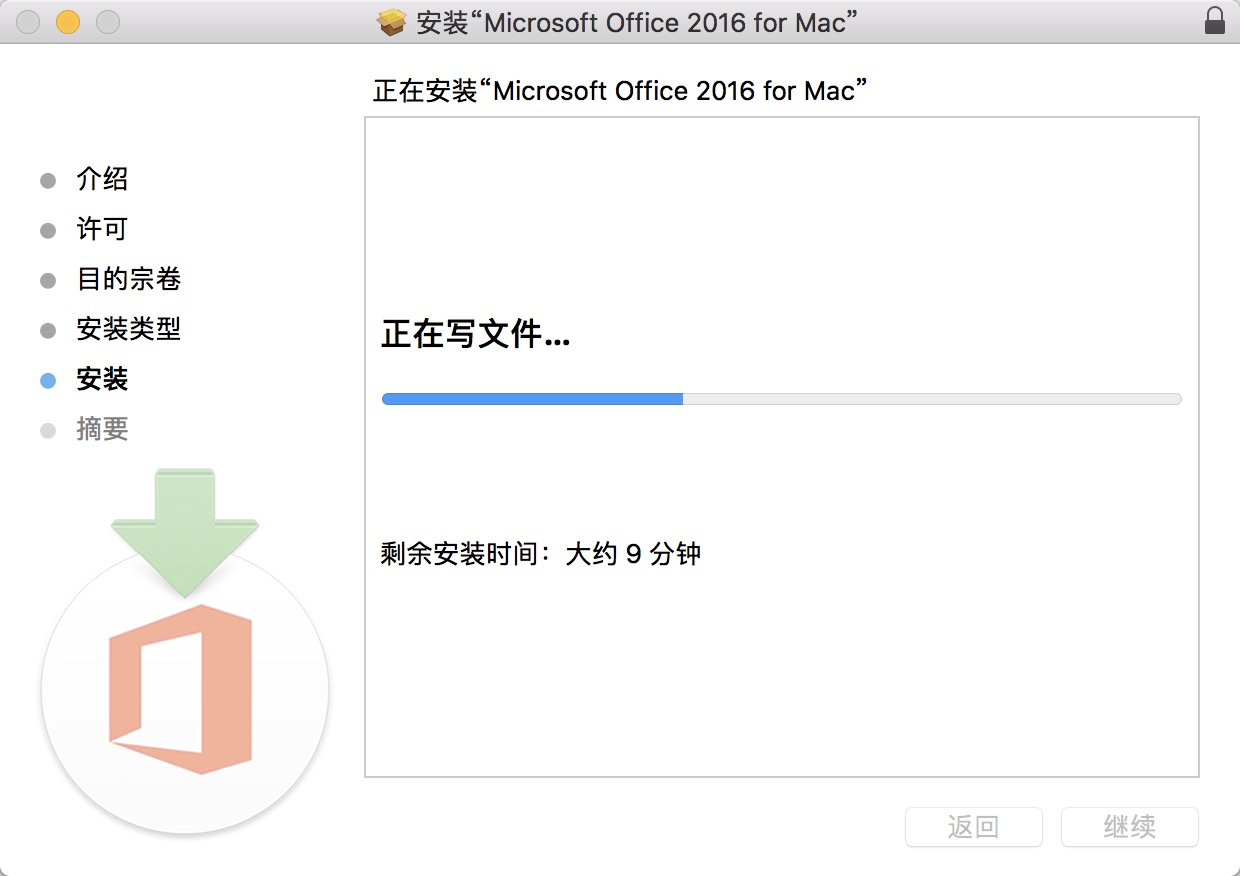 安装“Microsoft Office 2016 for Mac”
正在安装“Microsoft Office 2016 for Mac”
介绍
许可
目的宗卷
安装类型
安装
摘要
正在写文件...
剩余安装时间：大约 9 分钟
返回
继续